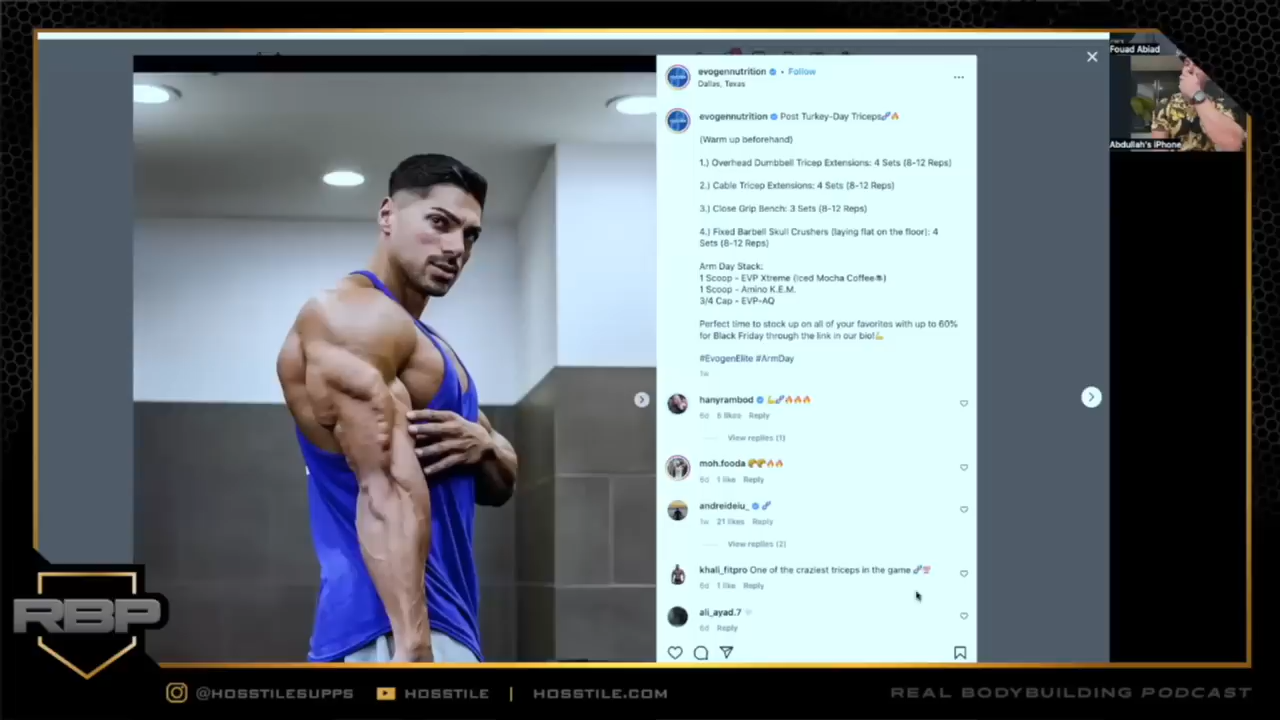 evogennutrition • Follow
Dallas, Texas
evogennutrition Post Turkey-Day Triceps🧬🔥
(Warm up beforehand)
1.) Overhead Dumbbell Tricep Extensions: 4 Sets (8-12 Reps)
2.) Cable Tricep Extensions: 4 Sets (8-12 Reps)
3.) Close Grip Bench: 3 Sets (8-12 Reps)
4.) Fixed Barbell Skull Crushers (laying flat on the floor): 4
Sets (8-12 Reps)
Arm Day Stack:
1 Scoop - EVP Xtreme (Iced Mocha Coffee)
1 Scoop - Amino K.E.M.
3/4 Cap - EVP-AQ
Perfect time to stock up on all of your favorites with up to 60%
for Black Friday through the link in our bio!💪
#EvogenElite #ArmDay
1w
hanyrambod 💪🧬🔥🔥🔥
6d 6 likes Reply
View replies (1)
moh.fooda 🔥🔥
6d 1 like Reply
andreideiu_ 🧬
1w 21 likes Reply
View replies (2)
khali_fitpro One of the craziest triceps in the game 🧬💯
6d 1 like Reply
ali_ayad.7
6d Reply
Fouad Abiad
Abdullah's iPhone
RBP
@HOSSTILESUPPS HOSSTILE | HOSSTILE.COM
REAL BODYBUILDING PODCAST